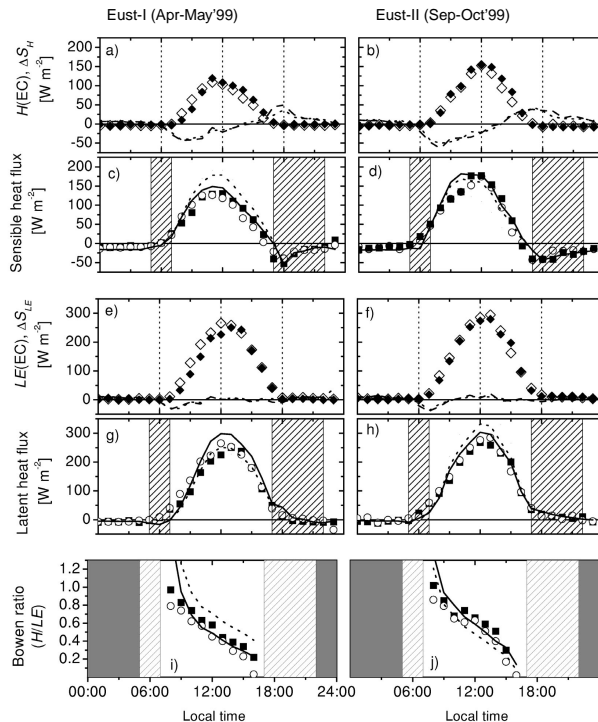 Eust-I (Apr-May'99) Eust-II (Sep-Oct'99)
H(EC), ΔS_H
[W m⁻²]
200
150
100
50
0
-50
a)
b)
Sensible heat flux
[W m⁻²]
200
150
100
50
0
-50
c)
d)
LE(EC), ΔS_LE
[W m⁻²]
300
200
100
0
e)
f)
Latent heat flux
[W m⁻²]
300
200
100
0
g)
h)
Bowen ratio
(H/LE)
1.2
1.0
0.8
0.6
0.4
0.2
i)
j)
00:00 06:00 12:00 18:00 24:00 06:00 12:00 18:00 24:00
Local time Local time